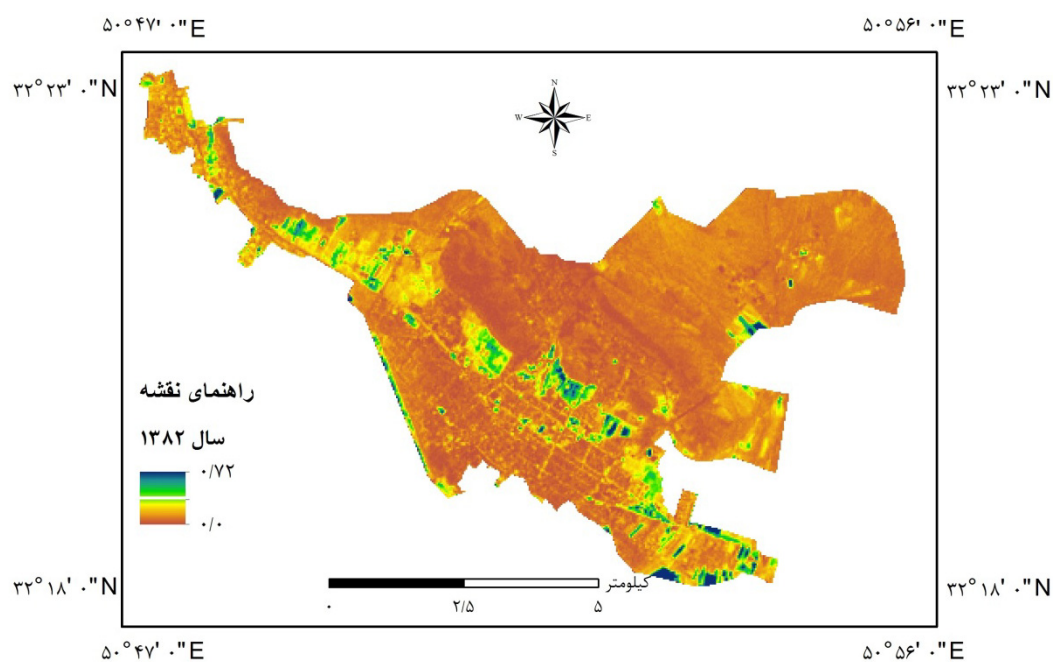 ۵۰°۴۷' ۰"E
۵۰°۵۶' ۰"E
۳۲°۲۳' ۰"N
۳۲°۲۳' ۰"N
N
W
E
S
راهنمای نقشه
سال ۱۳۸۲
۰/۷۲
۰/۰
کیلومتر
۰
۲/۵
۵
۳۲°۱۸' ۰"N
۳۲°۱۸' ۰"N
۵۰°۴۷' ۰"E
۵۰°۵۶' ۰"E